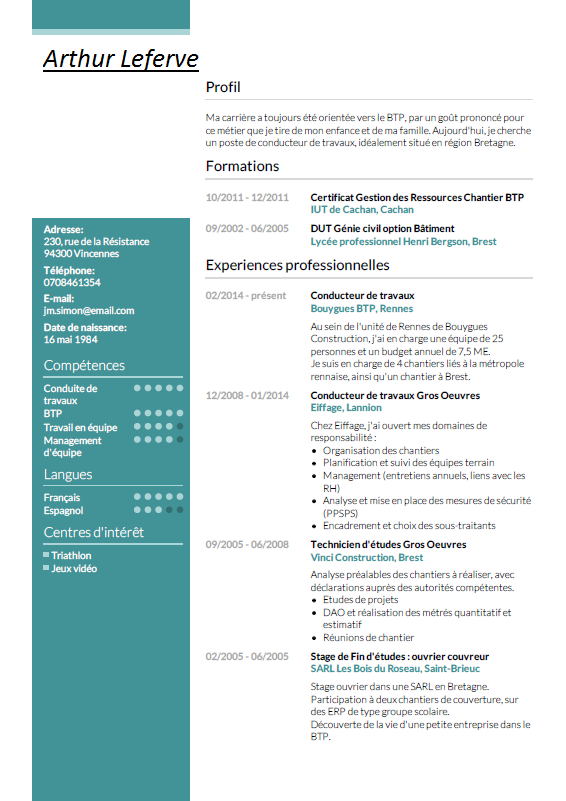 Arthur Leferve
Profil
Ma carrière a toujours été orientée vers le BTP, par un goût prononcé pour
ce métier que je tire de mon enfance et de ma famille. Aujourd'hui, je cherche
un poste de conducteur de travaux, idéalement situé en région Bretagne.
Formations
10/2011 - 12/2011 Certificat Gestion des Ressources Chantier BTP
IUT de Cachan, Cachan
09/2002 - 06/2005 DUT Génie civil option Bâtiment
Lycée professionnel Henri Bergson, Brest
Experiences professionnelles
02/2014 - présent Conducteur de travaux
Bouygues BTP, Rennes
Au sein de l'unité de Rennes de Bouygues
Construction, j'ai en charge une équipe de 25
personnes et un budget annuel de 7,5 ME.
Je suis en charge de 4 chantiers liés à la métropole
rennaise, ainsi qu'un chantier à Brest.
12/2008 - 01/2014 Conducteur de travaux Gros Oeuvres
Eiffage, Lannion
Chez Eiffage, j'ai ouvert mes domaines de
responsabilité :
• Organisation des chantiers
• Planification et suivi des équipes terrain
• Management (entretiens annuels, liens avec les
RH)
• Analyse et mise en place des mesures de sécurité
(PPSPS)
• Encadrement et choix des sous-traitants
09/2005 - 06/2008 Technicien d'études Gros Oeuvres
Vinci Construction, Brest
Analyse préalables des chantiers à réaliser, avec
déclarations auprès des autorités compétentes.
• Etudes de projets
• DAO et réalisation des métrés quantitatif et
estimatif
• Réunions de chantier
02/2005 - 06/2005 Stage de Fin d'études : ouvrier couvreur
SARL Les Bois du Roseau, Saint-Brieuc
Stage ouvrier dans une SARL en Bretagne.
Participation à deux chantiers de couverture, sur
des ERP de type groupe scolaire.
Découverte de la vie d'une petite entreprise dans le
BTP.
Adresse:
230, rue de la Résistance
94300 Vincennes
Téléphone:
0708461354
E-mail:
jm.simon@email.com
Date de naissance:
16 mai 1984
Compétences
Conduite de
travaux
BTP
Travail en équipe
Management
d'équipe
Langues
Français
Espagnol
Centres d'intérêt
Triathlon
Jeux vidéo